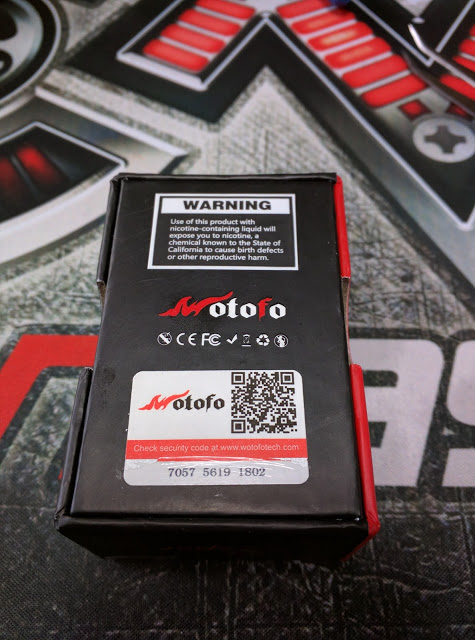 WARNING
Use of this product with
nicotine-containing liquid will
expose you to nicotine, a
chemical known to the State of
California to cause birth defects
or other reproductive harm.
Wotofo
CE FC
Wotofo
Check security code at www.wotofotech.com
7057 5619 1802